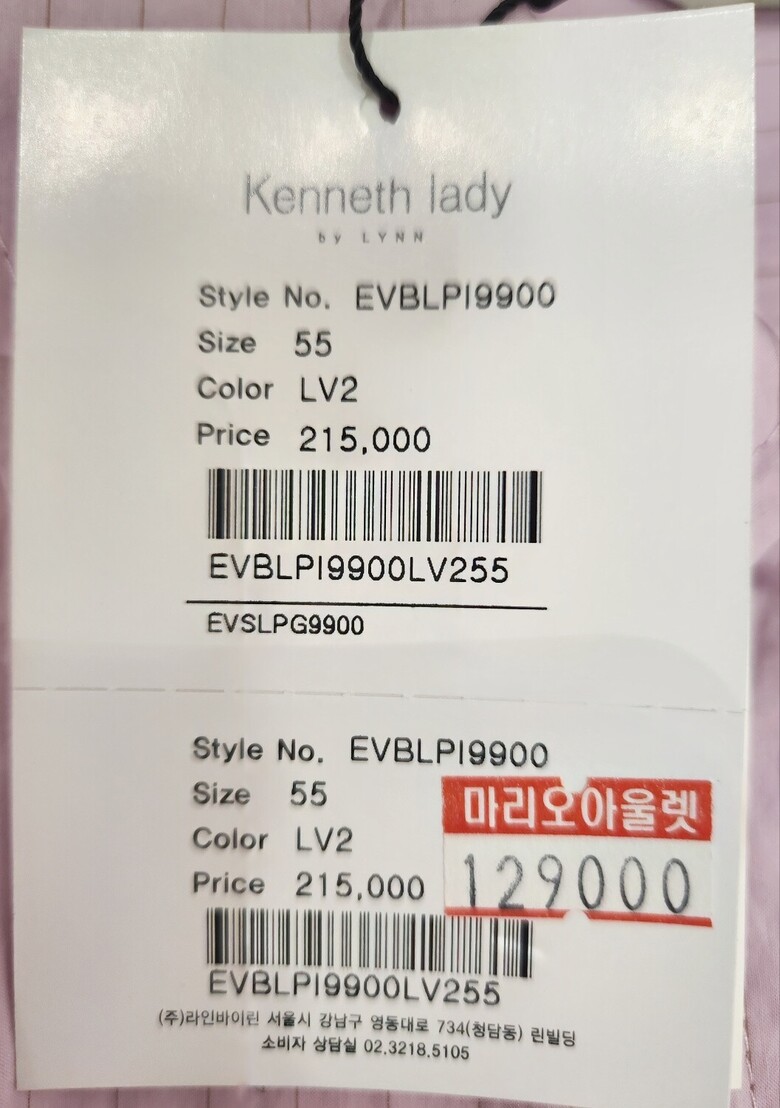 Kenneth lady
by LYNN
Style No. EVBLPI9900
Size 55
Color LV2
Price 215,000
EVBLPI9900LV255
EVSLPG9900
Style No. EVBLPI9900
Size 55
Color LV2
Price 215,000
마리오아울렛
129000
EVBLPI9900LV255
(주)라인바이린 서울시 강남구 영동대로 734(청담동) 린빌딩
소비자 상담실 02.3218.5105